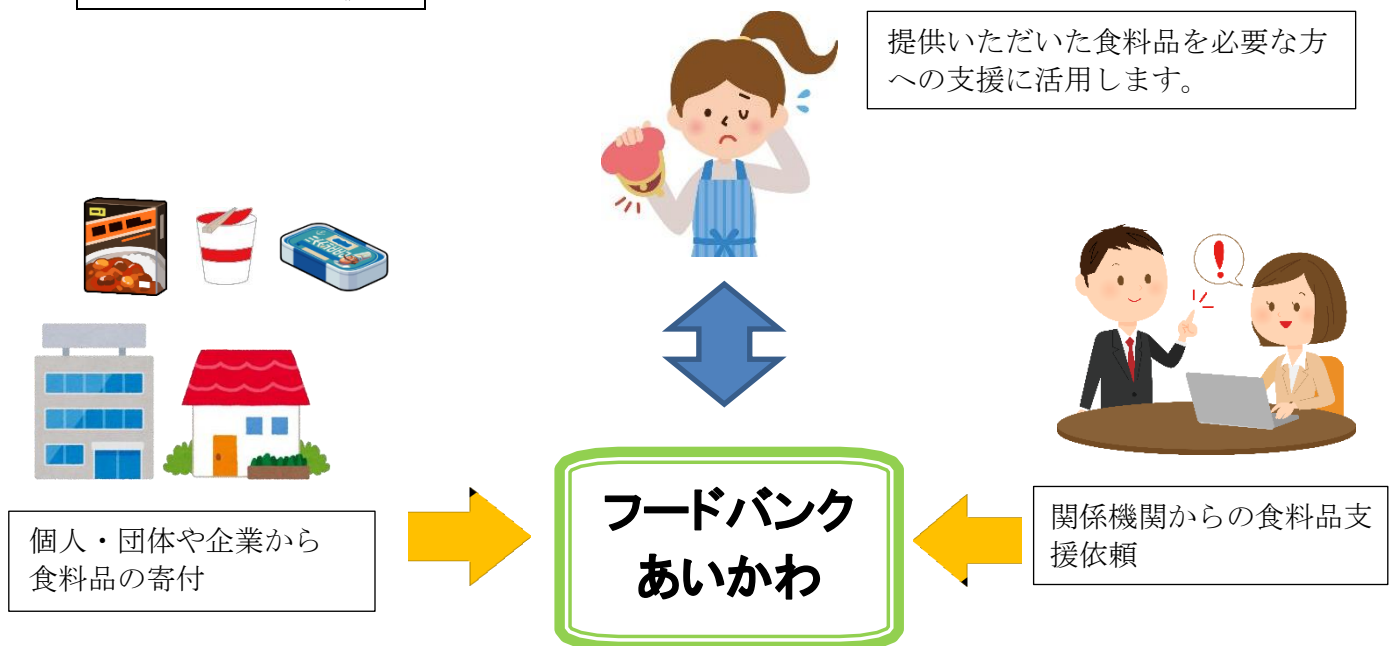 提供いただいた食料品を必要な方
への支援に活用します。
個人・団体や企業から
食料品の寄付
フードバンク
あいかわ
関係機関からの食料品支
援依頼